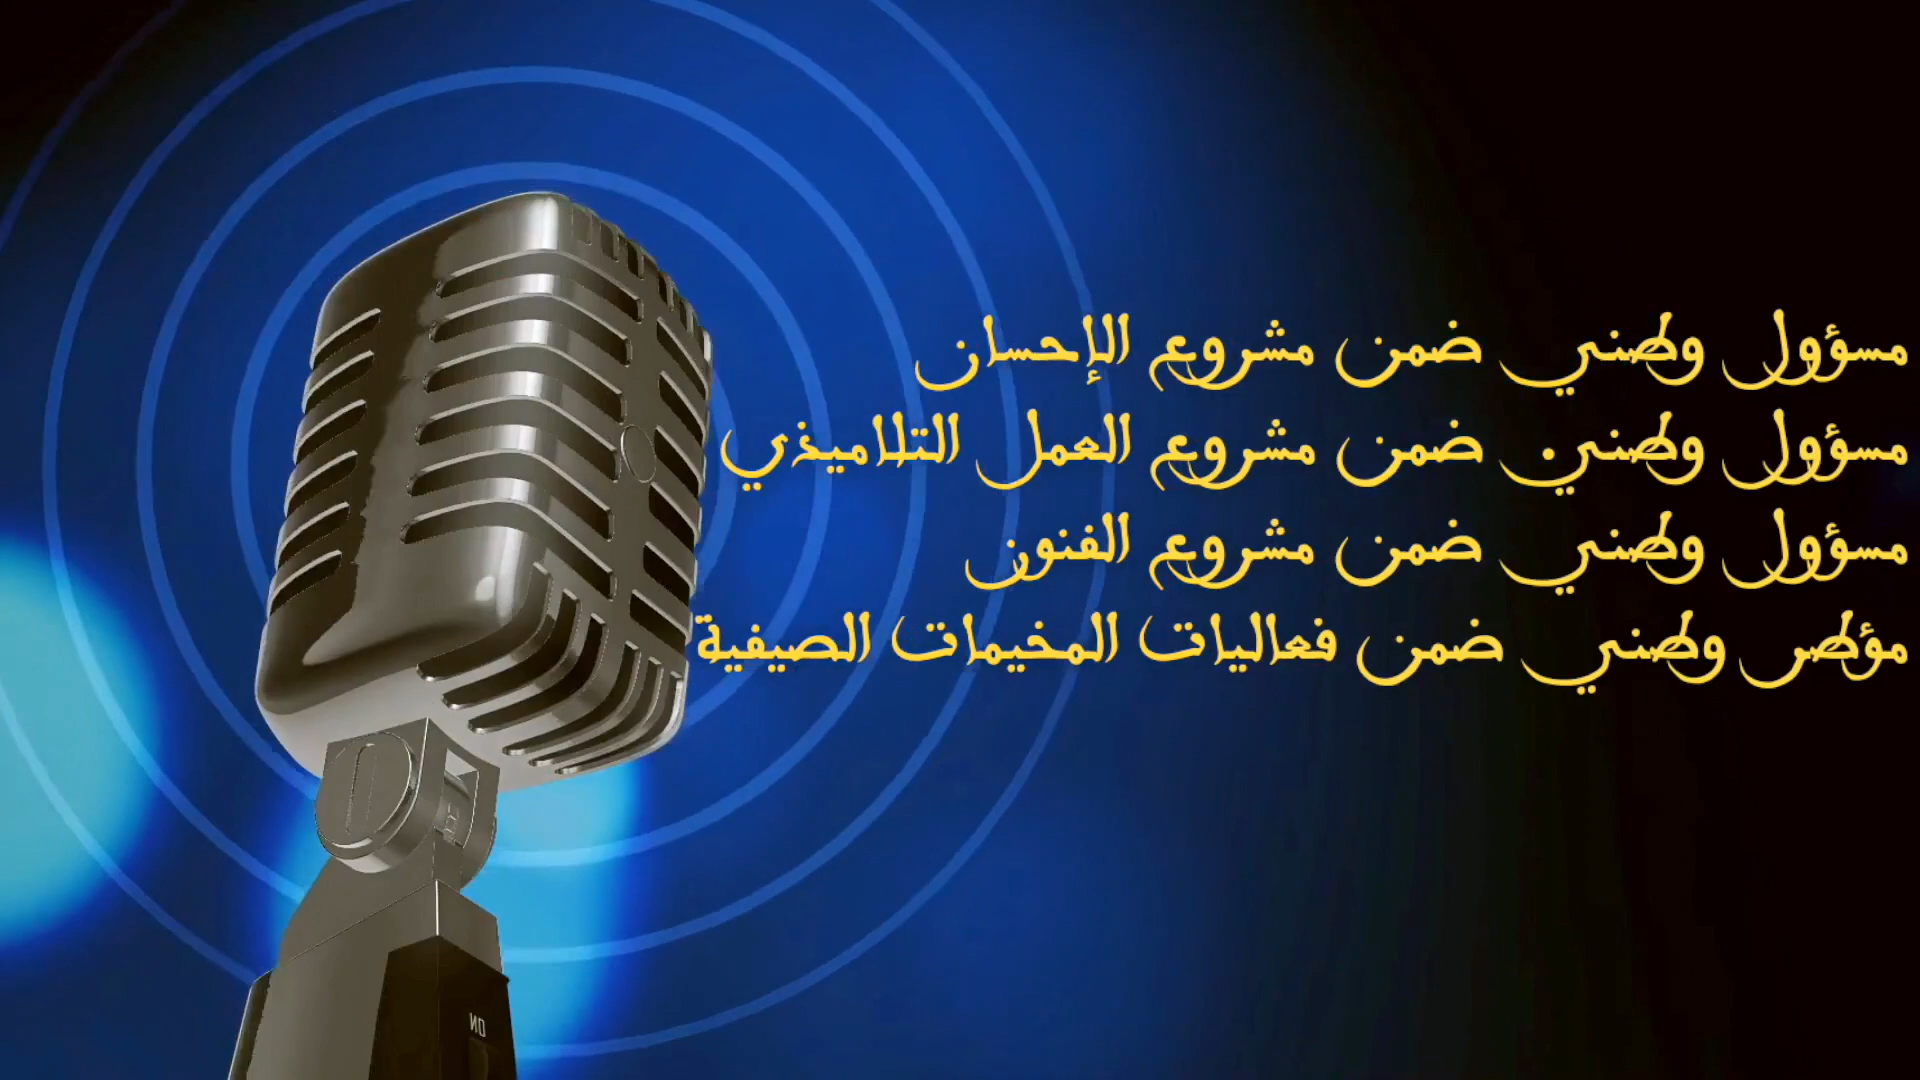 مسؤول وطني ضمن مشروع الإحسان
مسؤول وطني. ضمن مشروع العمل التلاميذي
مسؤول وطني ضمن مشروع الفنون
مؤطر وطني ضمن فعاليات المخيمات الصيفية
ON